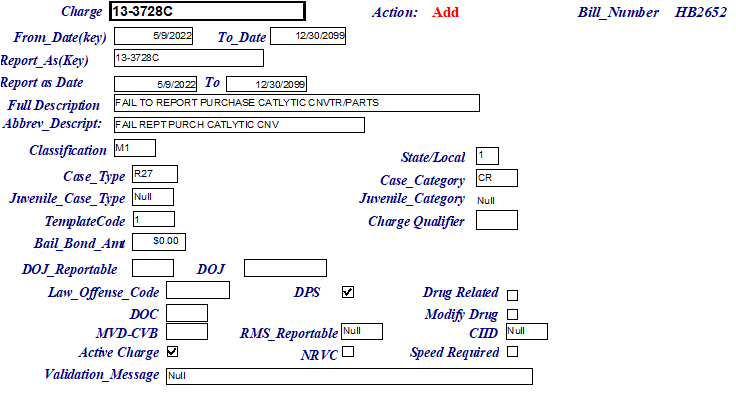 Charge 13-3728C Action: Add Bill_Number HB2652
From_Date(key) 5/9/2022 To_Date 12/30/2099
Report_As(Key) 13-3728C
Report as Date 5/9/2022 To 12/30/2099
Full Description FAIL TO REPORT PURCHASE CATLYTIC CNVTR/PARTS
Abbrev_Descript: FAIL REPT PURCH CATLYTIC CNV
Classification M1 State/Local 1
Case_Type R27 Case_Category CR
Juvenile_Case_Type Null Juvenile_Category Null
TemplateCode 1 Charge Qualifier
Bail_Bond_Amt $0.00
DOJ_Reportable DOJ
Law_Offense_Code DPS Drug Related
DOC Modify Drug
MVD-CVB RMS_Reportable Null CHD Null
Active Charge NRVC Speed Required
Validation_Message Null